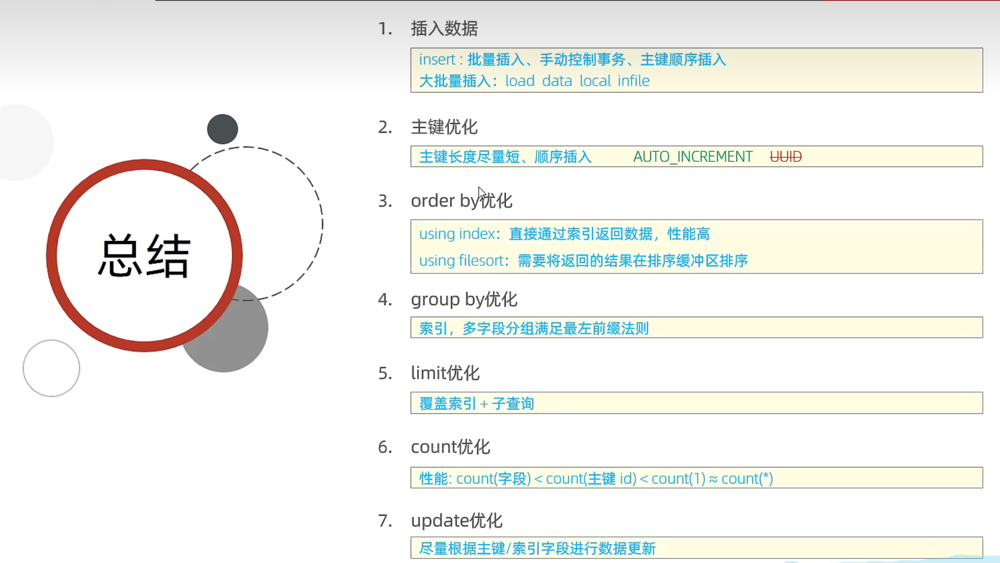 总结
1. 插入数据
insert : 批量插入、手动控制事务、主键顺序插入
大批量插入：load data local infile
2. 主键优化
主键长度尽量短、顺序插入 AUTO_INCREMENT UUID
3. order by优化
using index：直接通过索引返回数据，性能高
using filesort：需要将返回的结果在排序缓冲区排序
4. group by优化
索引，多字段分组满足最左前缀法则
5. limit优化
覆盖索引 + 子查询
6. count优化
性能: count(字段) < count(主键 id) < count(1) ≈ count(*)
7. update优化
尽量根据主键/索引字段进行数据更新